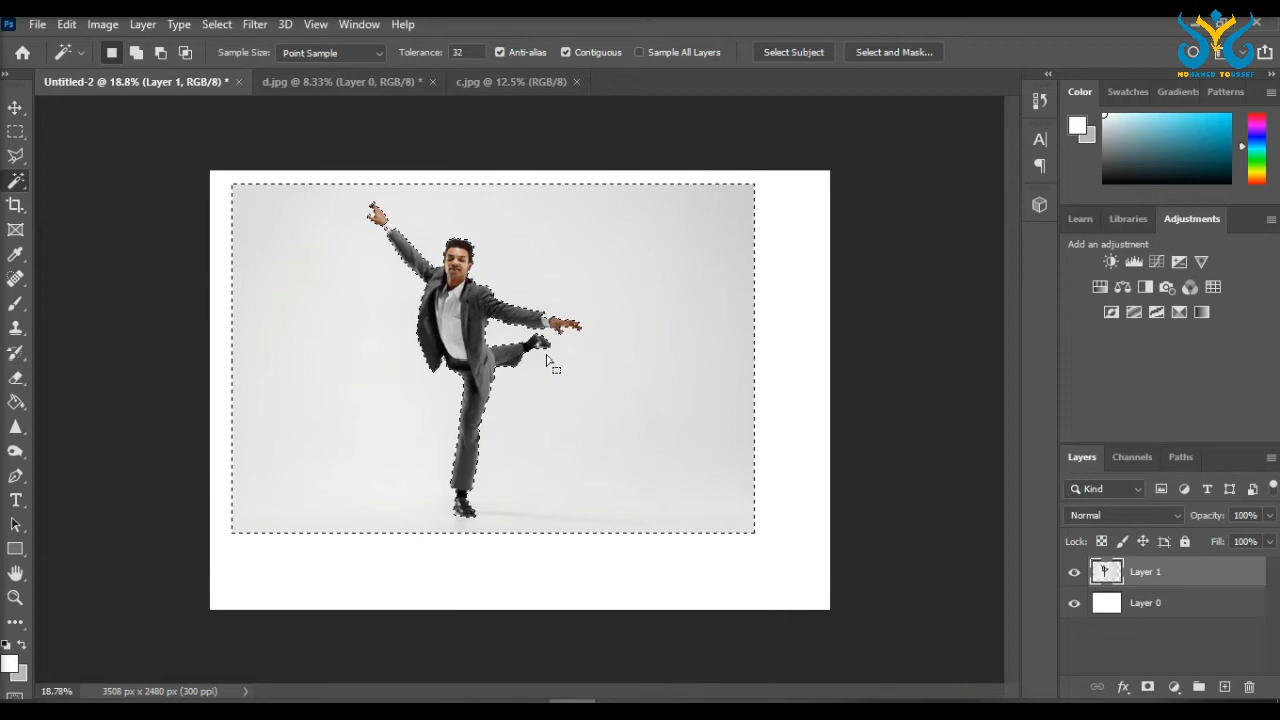 Ps File Edit Image Layer Type Select Filter 3D View Window Help
Sample Size: Point Sample Tolerance: 32 Anti-alias Contiguous Sample All Layers Select Subject Select and Mask...
MOHAMED YOUSSEF
Untitled-2 @ 18.8% (Layer 1, RGB/8) * d.jpg @ 8.33% (Layer 0, RGB/8) * c.jpg @ 12.5% (RGB/8)
Color Swatches Gradients Patterns
Learn Libraries Adjustments
Add an adjustment
Layers Channels Paths
Kind
Normal Opacity: 100%
Lock: Fill: 100%
Layer 1
Layer 0
18.78% 3508 px x 2480 px (300 ppi)